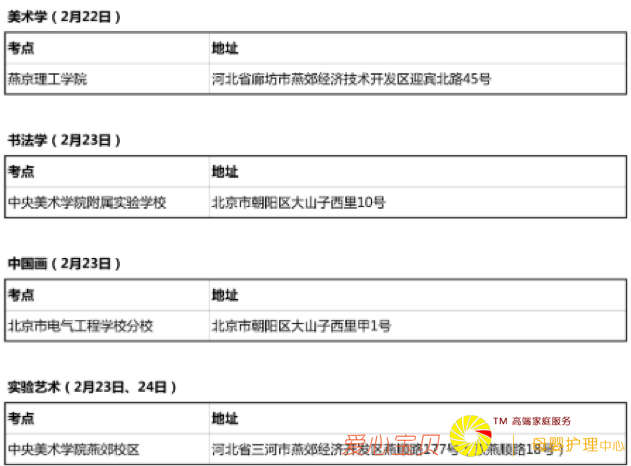 美术学（2月22日）
考点 地址
燕京理工学院 河北省廊坊市燕郊经济技术开发区迎宾北路45号
书法学（2月23日）
考点 地址
中央美术学院附属实验学校 北京市朝阳区大山子西里10号
中国画（2月23日）
考点 地址
北京市电气工程学校分校 北京市朝阳区大山子西里甲1号
实验艺术（2月23日、24日）
考点 地址
TM 高端家庭服务
中央美术学院燕郊校区 河北省三河市燕郊经济开发区燕顺路177号 燕顺路18号）
爱心宝贝 母婴护理中心